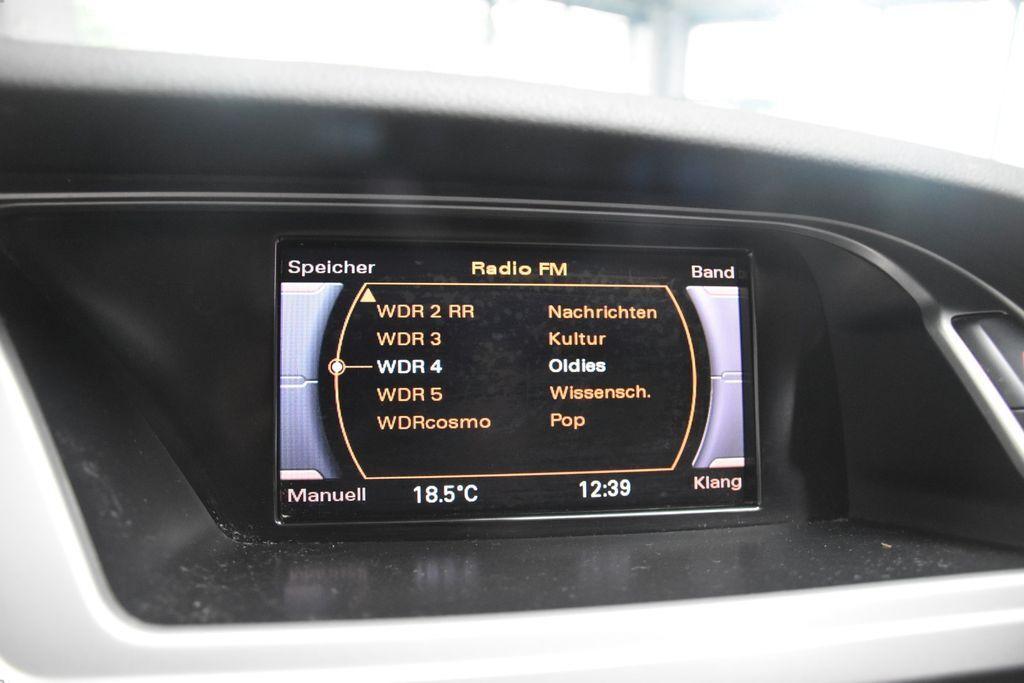 Speicher Radio FM Band
WDR 2 RR Nachrichten
WDR 3 Kultur
WDR 4 Oldies
WDR 5 Wissensch.
WDRcosmo Pop
Manuell 18.5°C 12:39 Klang